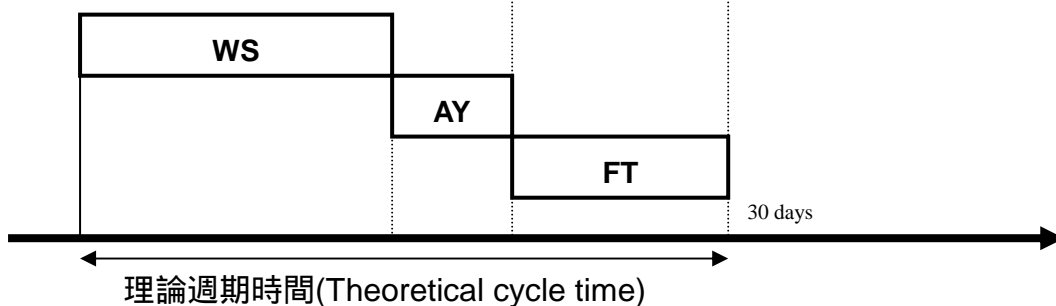 WS
AY
FT
30 days
理論週期時間(Theoretical cycle time)